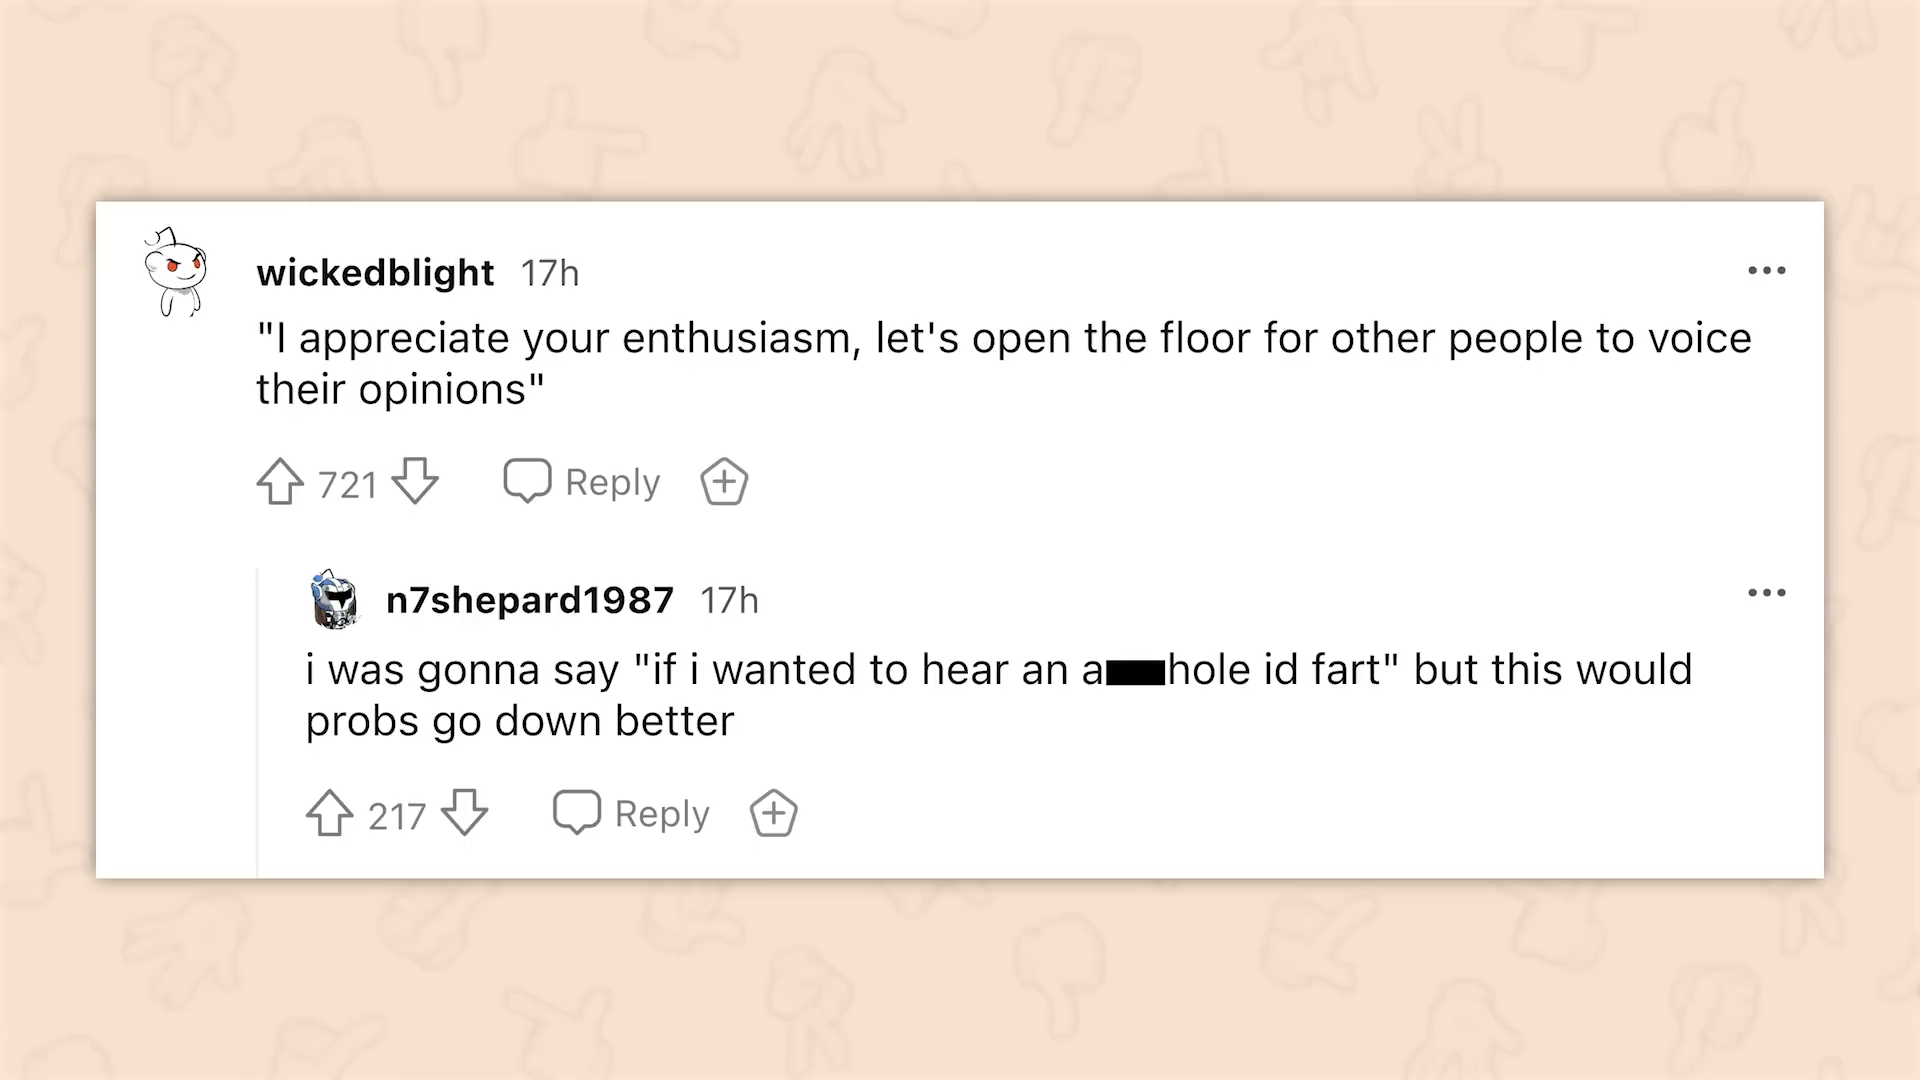 wickedblight 17h
"I appreciate your enthusiasm, let's open the floor for other people to voice
their opinions"
721 Reply
n7shepard1987 17h
i was gonna say "if i wanted to hear an a hole id fart" but this would
probs go down better
217 Reply